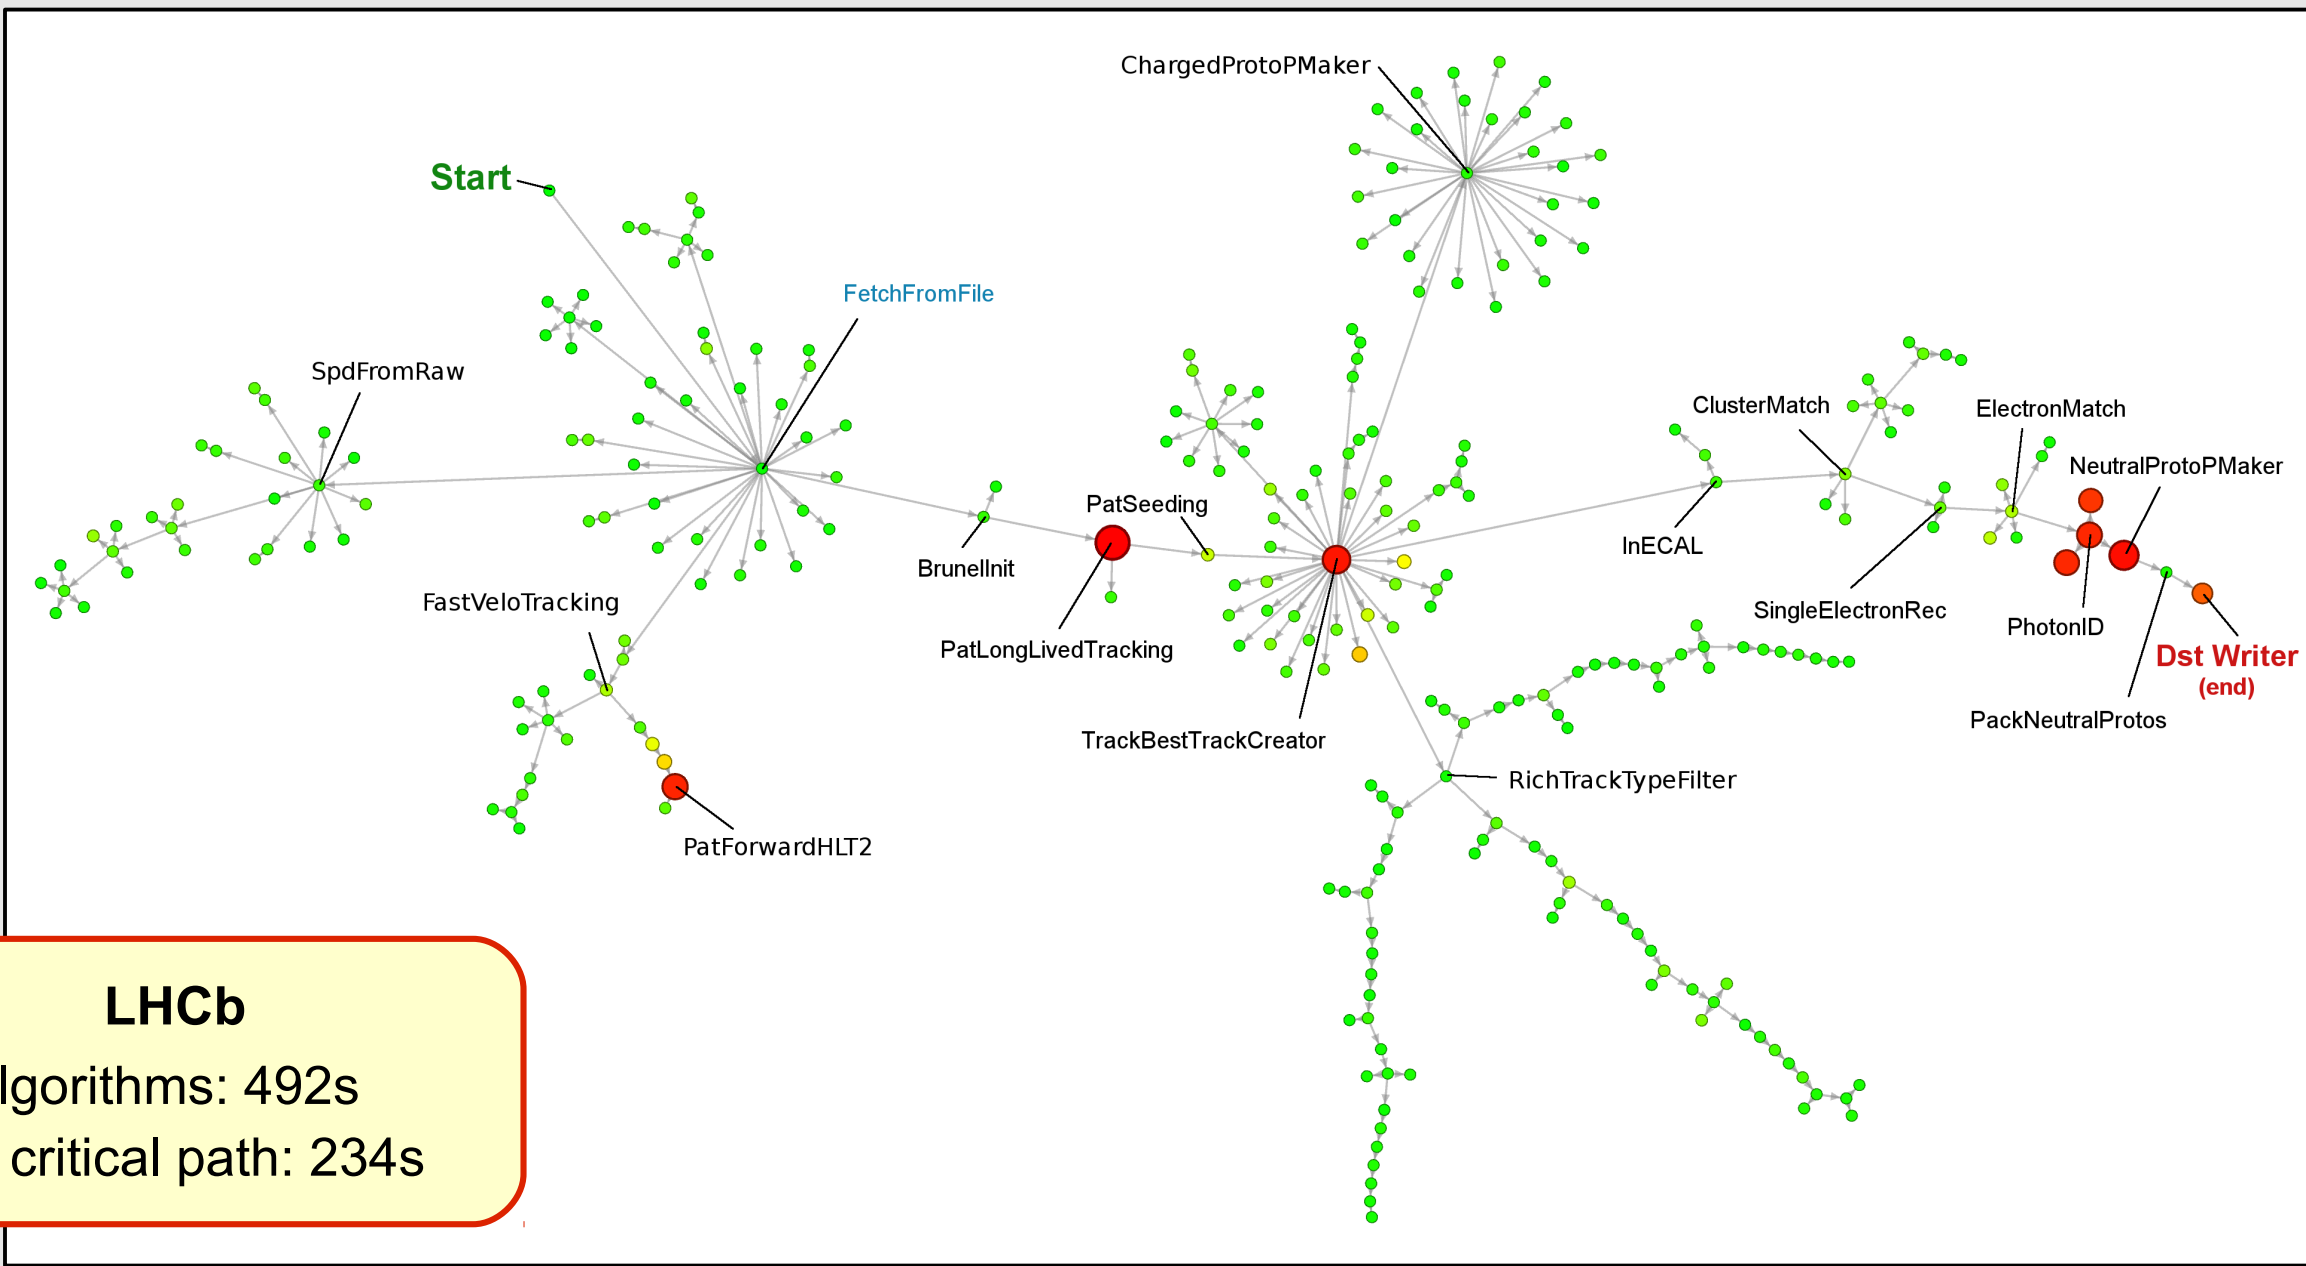 ChargedProtoPMaker
Start
FetchFromFile
SpdFromRaw
ClusterMatch
ElectronMatch
NeutralProtoPMaker
PatSeeding
InECAL
BrunelInit
FastVeloTracking
SingleElectronRec
PhotonID
PatLongLivedTracking
Dst Writer
(end)
PackNeutralProtos
TrackBestTrackCreator
RichTrackTypeFilter
PatForwardHLT2
LHCb
lgorithms: 492s
critical path: 234s